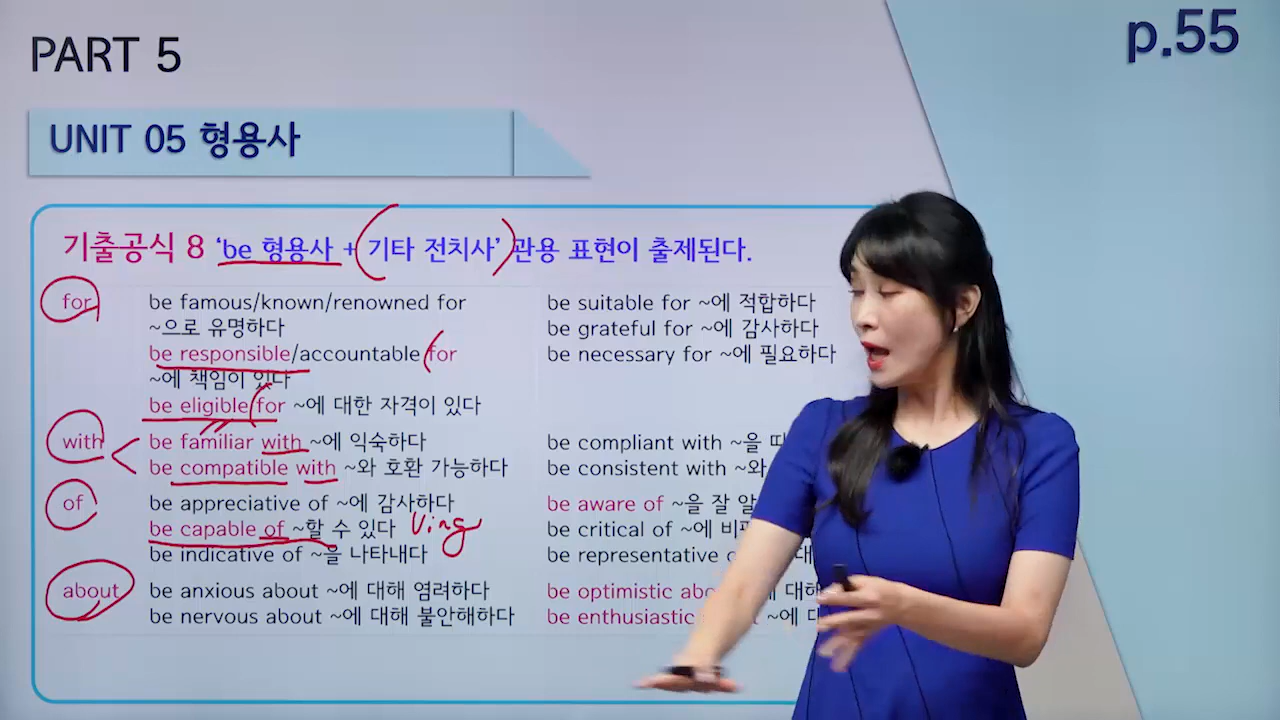 p.55
PART 5
UNIT 05 형용사
기출공식 8 ‘be 형용사 + (기타 전치사’) 관용 표현이 출제된다.
for
be famous/known/renowned for
~으로 유명하다
be responsible/accountable for
~에 책임이 있다
be eligible for ~에 대한 자격이 있다
be suitable for ~에 적합하다
be grateful for ~에 감사하다
be necessary for ~에 필요하다
with
be familiar with ~에 익숙하다
be compatible with ~와 호환 가능하다
be compliant with ~을
be consistent with ~와
of
be appreciative of ~에 감사하다
be capable of ~할 수 있다 Ving
be indicative of ~을 나타내다
be aware of ~을 잘
be critical of ~에
be representative
about
be anxious about ~에 대해 염려하다
be nervous about ~에 대해 불안해하다
be optimistic
be enthusiastic